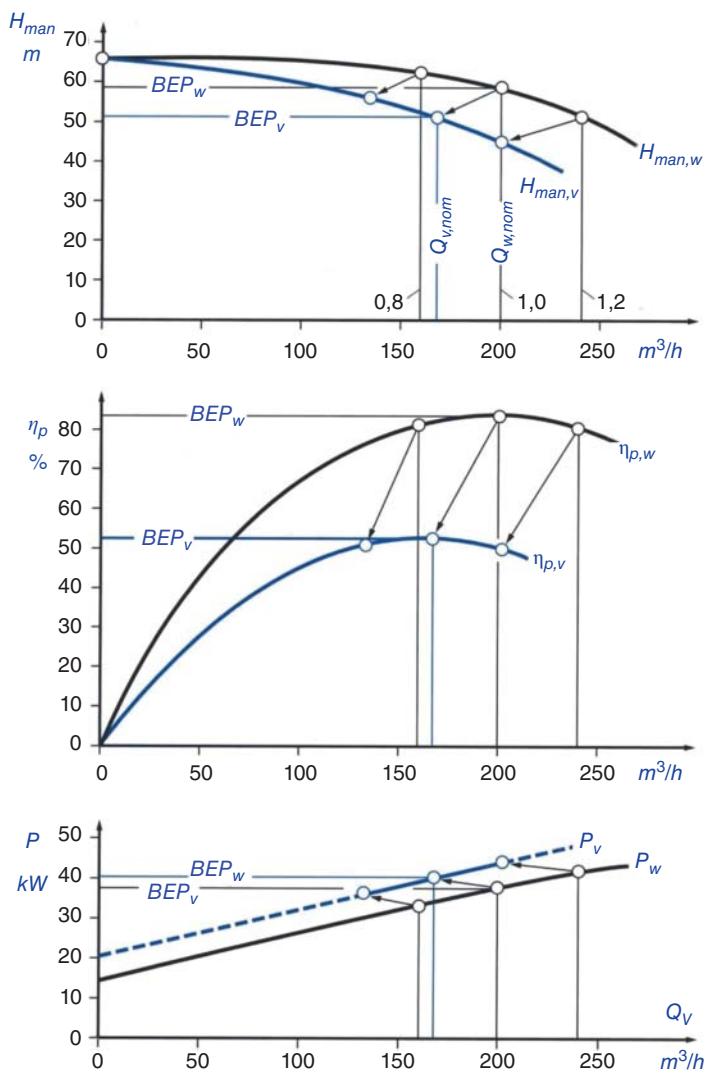 H_man
m
70
60
50
40
30
20
10
0
BEP_w
BEP_v
H_man,w
H_man,v
Q_v,nom
Q_w,nom
0,8
1,0
1,2
0
50
100
150
200
250
m³/h
η_p
%
80
70
60
50
40
30
20
10
0
BEP_w
BEP_v
η_p,w
η_p,v
0
50
100
150
200
250
m³/h
P
kW
50
40
30
20
10
0
BEP_w
BEP_v
P_v
P_w
Q_V
0
50
100
150
200
250
m³/h